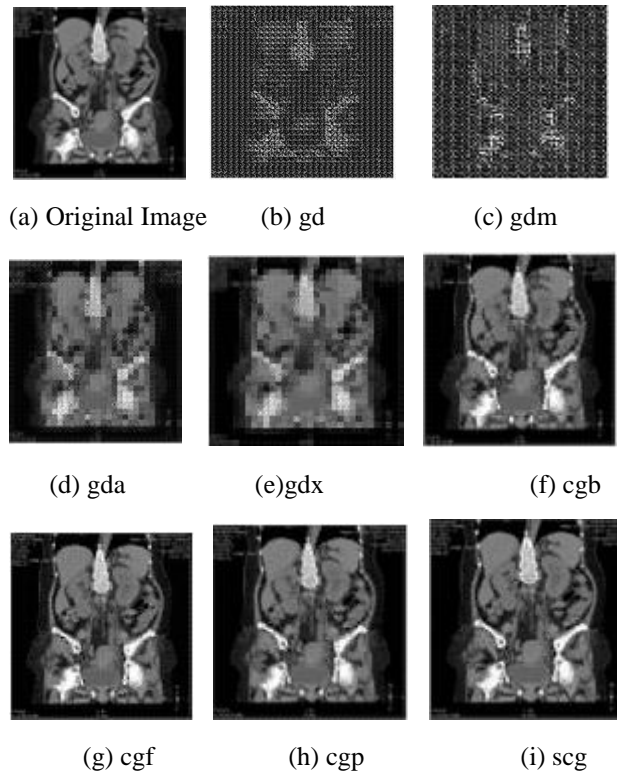 (a) Original Image (b) gd (c) gdm
(d) gda (e)gdx (f) cgb
(g) cgf (h) cgp (i) scg